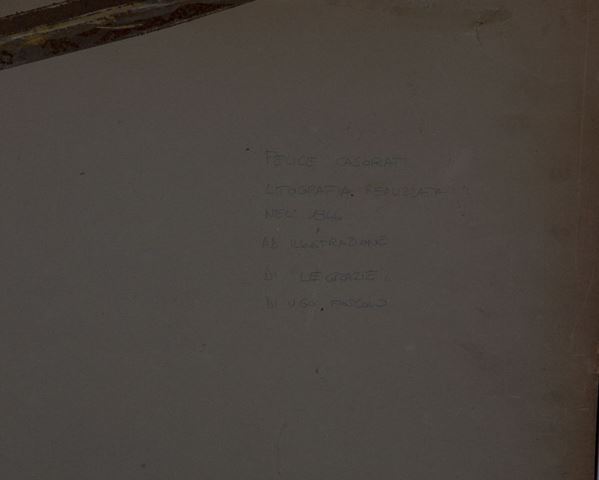 FELICE CASORATI
LITOGRAFIA REALIZZATA
NEL 1946
AD ILLUSTRAZIONE
DI "LE GRAZIE"
DI UGO FOSCOLO